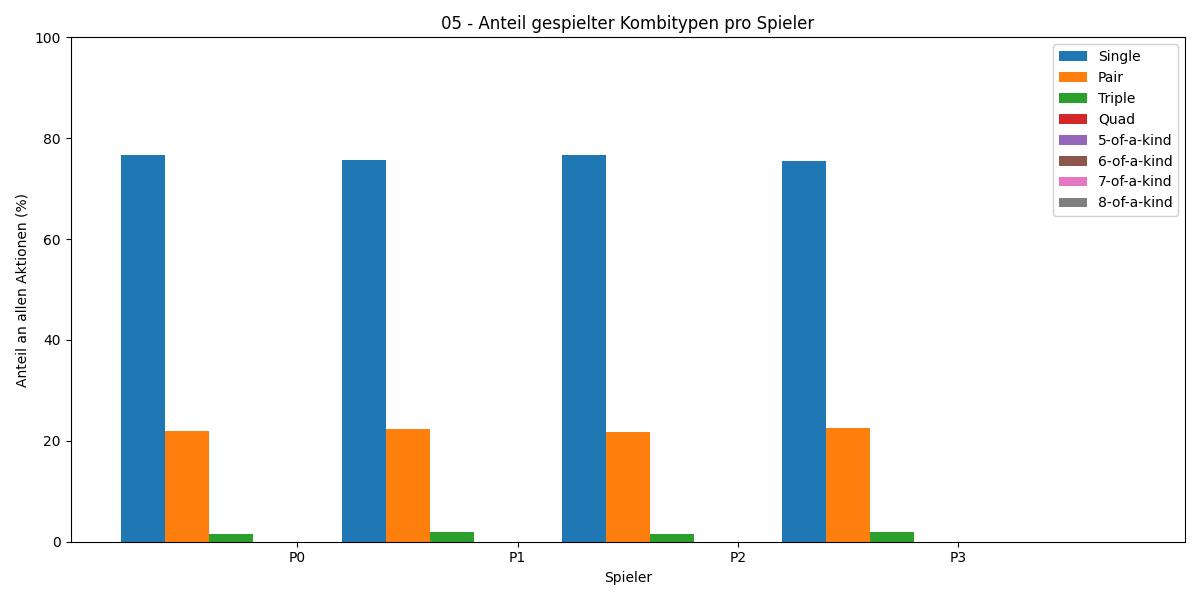 05 - Anteil gespielter Kombitypen pro Spieler
Anteil an allen Aktionen (%)
100
80
60
40
20
0
Single
Pair
Triple
Quad
5-of-a-kind
6-of-a-kind
7-of-a-kind
8-of-a-kind
P0 P1 P2 P3
Spieler